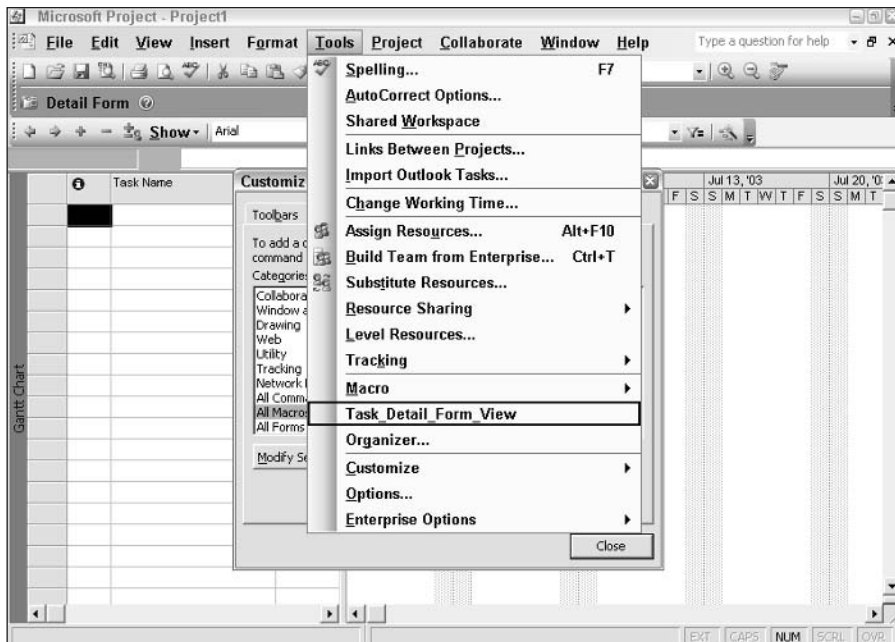 Microsoft Project - Project1
File Edit View Insert Format Tools Project Collaborate Window Help Type a question for help
Detail Form
Show Arial
Task Name
Jul 13, '03 Jul 20, '0
F S S M T W T F S S M T
Customiz
Toolbars
To add a c
command
Categorie
Collabora
Window a
Drawing
Web
Utility
Tracking
Network
All Comm
All Macro
All Forms
Modify Se
Spelling... F7
AutoCorrect Options...
Shared Workspace
Links Between Projects...
Import Outlook Tasks...
Change Working Time...
Assign Resources... Alt+F10
Build Team from Enterprise... Ctrl+T
Substitute Resources...
Resource Sharing
Level Resources...
Tracking
Macro
Task_Detail_Form_View
Organizer...
Customize
Options...
Enterprise Options
Close
Gantt Chart
EXT CAPS NUM SCRL OVR